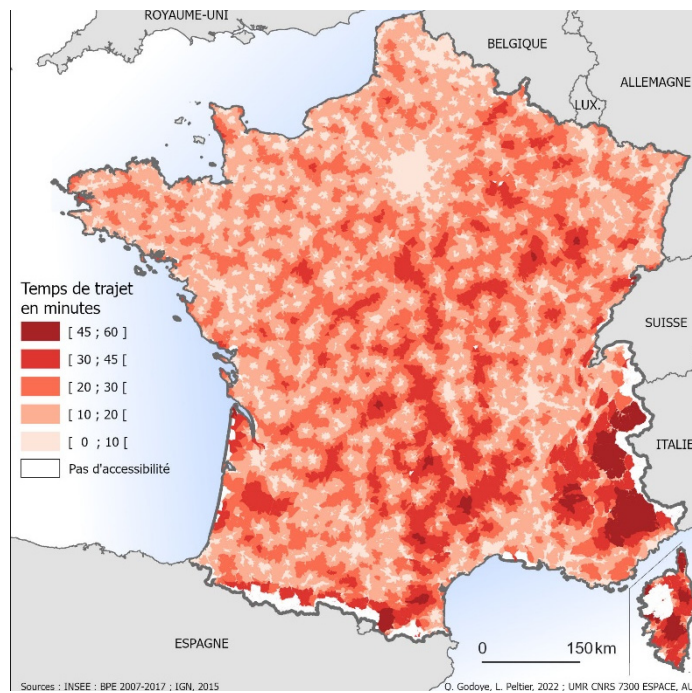 ROYAUME-UNI
BELGIQUE
ALLEMAGNE
LUX.
Temps de trajet
en minutes
[ 45 ; 60 ]
[ 30 ; 45 [
[ 20 ; 30 [
[ 10 ; 20 [
[ 0 ; 10 [
Pas d'accessibilité
SUISSE
ITALIE
ESPAGNE
0 150 km
Sources : INSEE : BPE 2007-2017 ; IGN, 2015
O. Godoye, L. Peltier, 2022 ; UMR CNRS 7300 ESPACE, AU